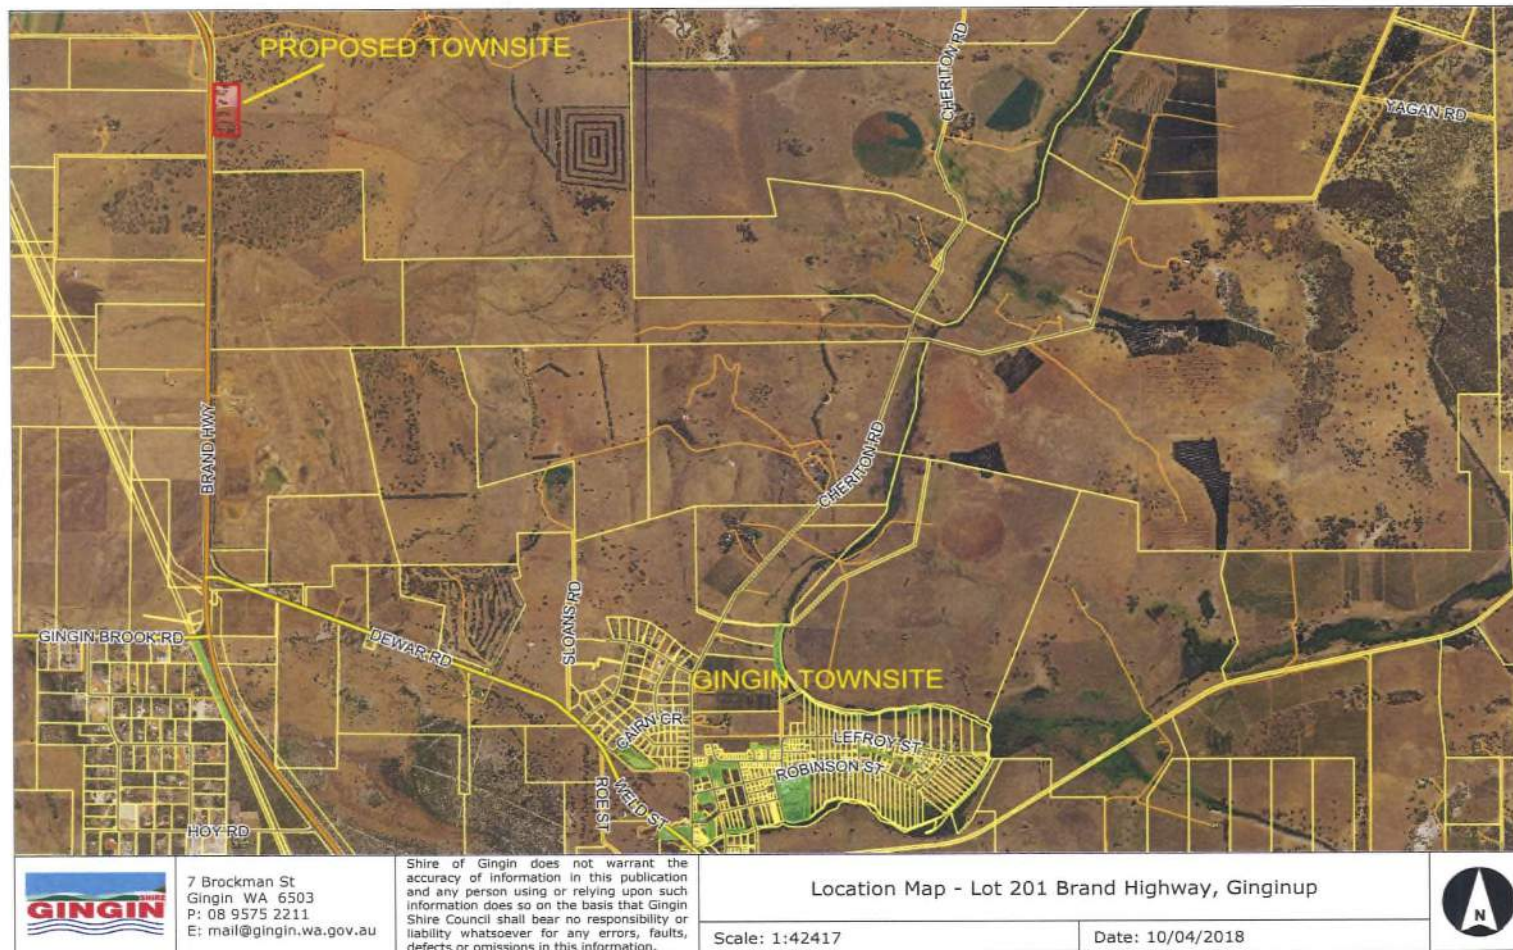 PROPOSED TOWNSITE
CHERITON RD
YAGAN RD
BRAND HWY
CHERITON RD
GINGIN BROOK RD
DEWAR RD
SLOANS RD
GINGIN TOWNSITE
CAIRN CR
LEFROY ST
ROBINSON ST
ROE ST
WELD ST
HOY RD
SHIRE
GINGIN
7 Brockman St
Gingin WA 6503
P: 08 9575 2211
E: mail@gingin.wa.gov.au
Shire of Gingin does not warrant the
accuracy of information in this publication
and any person using or relying upon such
information does so on the basis that Gingin
Shire Council shall bear no responsibility or
liability whatsoever for any errors, faults,
defects or omissions in this information.
Location Map - Lot 201 Brand Highway, Ginginup
Scale: 1:42417
Date: 10/04/2018
N